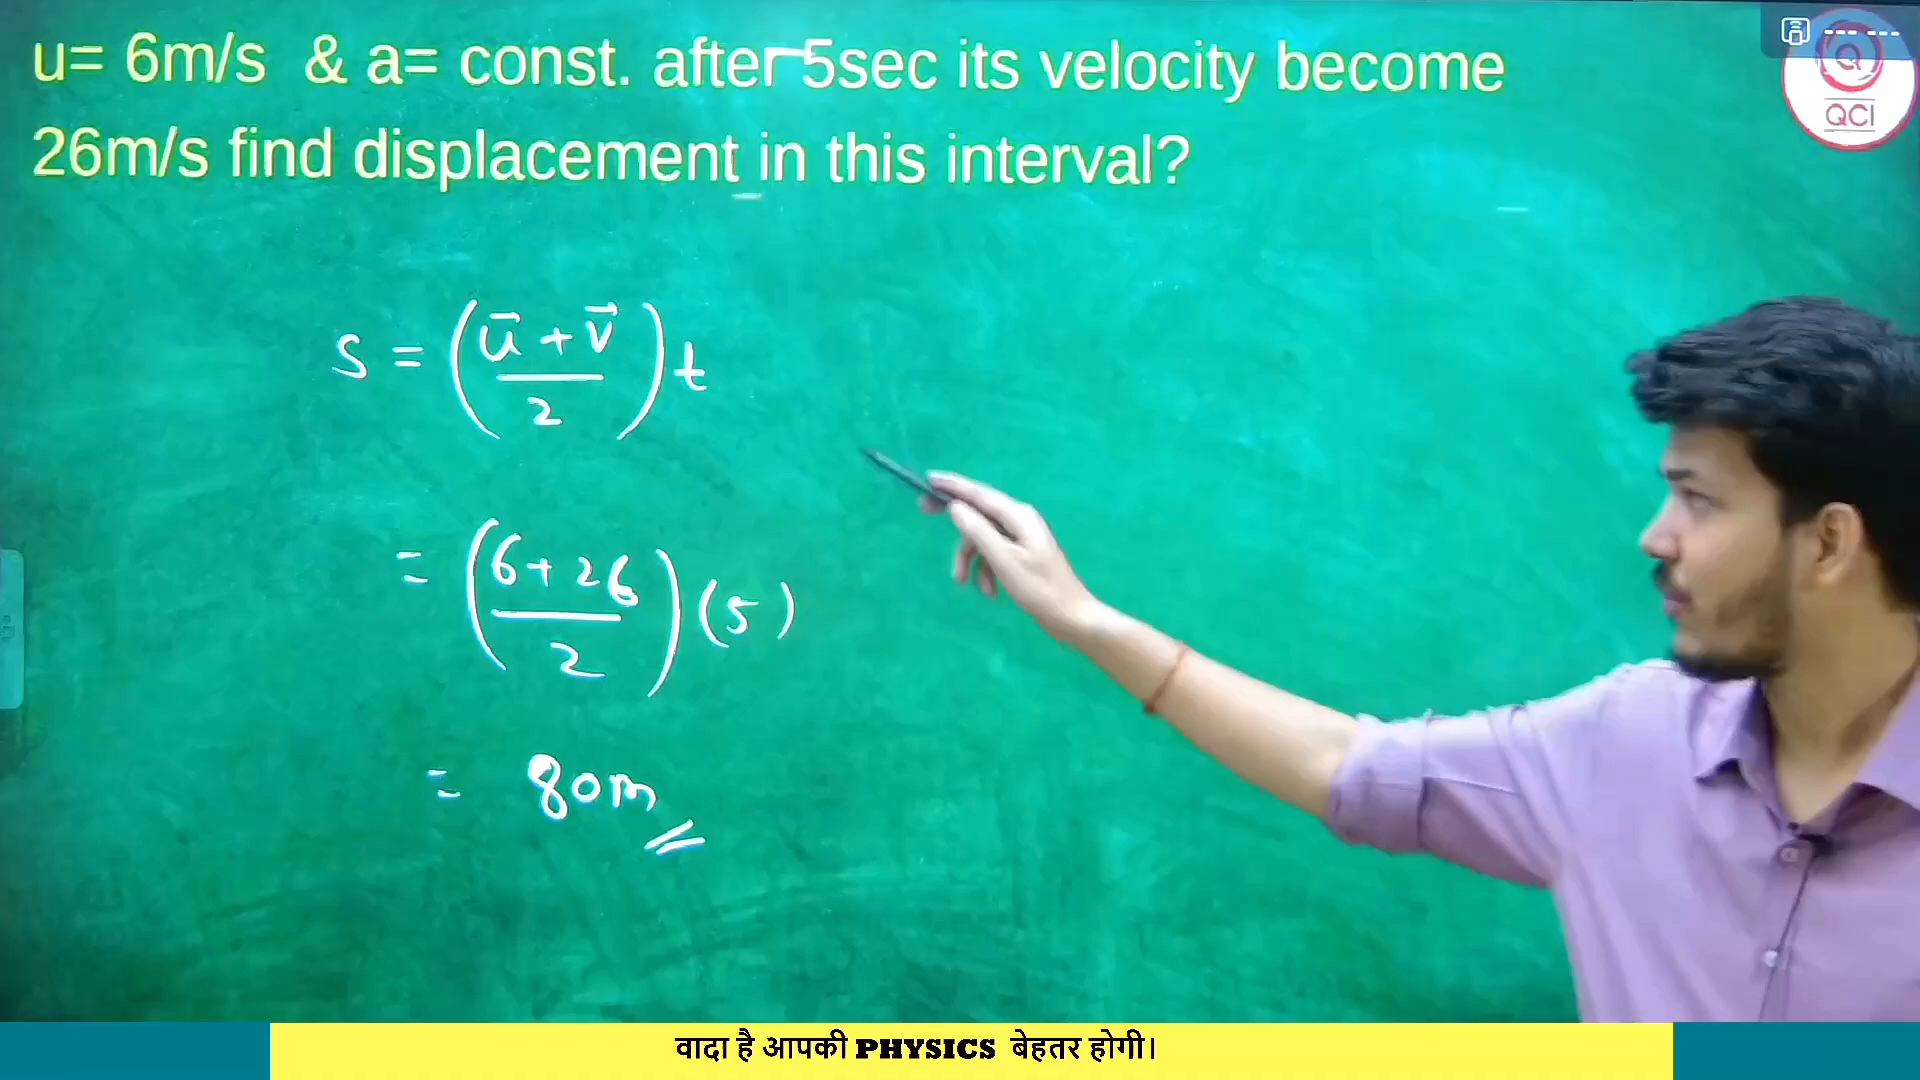 u= 6m/s & a= const. after 5sec its velocity become
26m/s find displacement in this interval?
QCI
S = (u⃗ + v⃗ / 2) t
= (6 + 26 / 2) (5)
= 80m
वादा है आपकी PHYSICS बेहतर होगी।